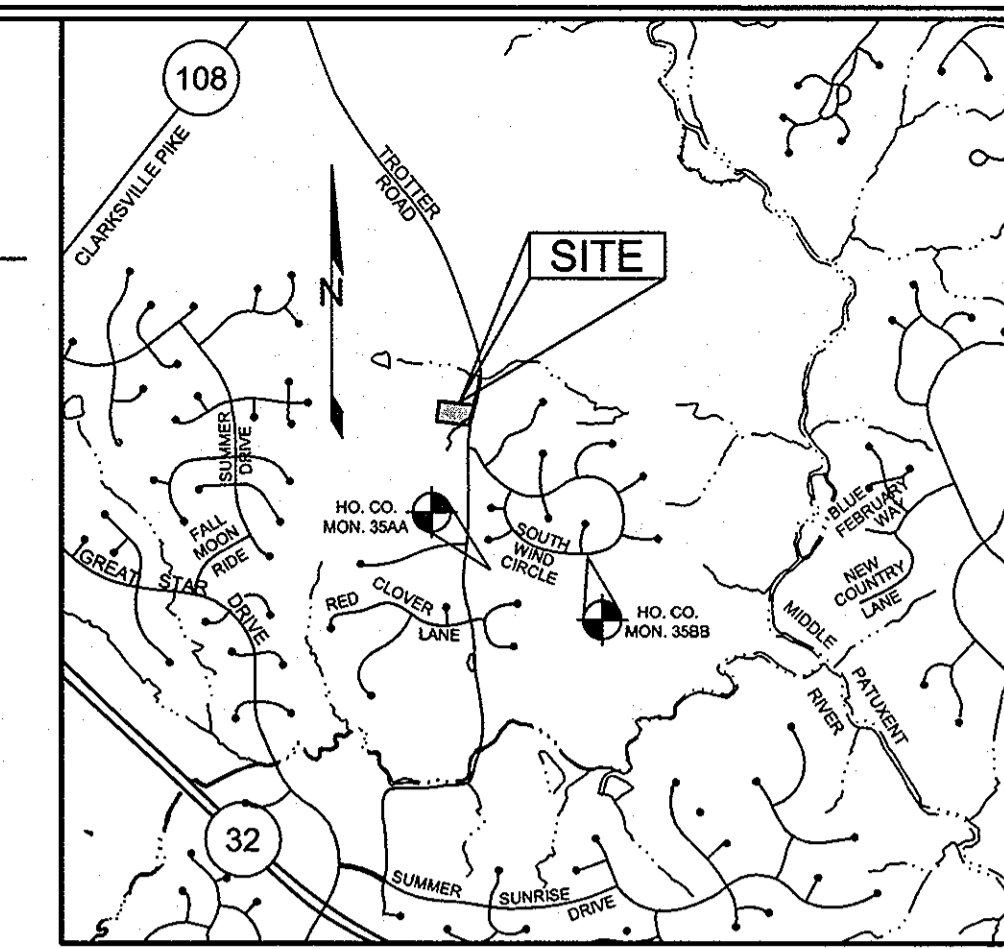 108
CLARKSVILLE PIKE
TROTTER
ROAD
SITE
N
SUMMER
DRIVE
HO. CO.
MON. 35AA
FALL
MOON
RIDE
GREAT STAR
DRIVE
SOUTH
WIND
CIRCLE
RED CLOVER
LANE
HO. CO.
MON. 35BB
BLUE
FEBRUARY
WAY
NEW
COUNTRY
LANE
MIDDLE
PATUXENT
RIVER
32
SUMMER SUNRISE
DRIVE